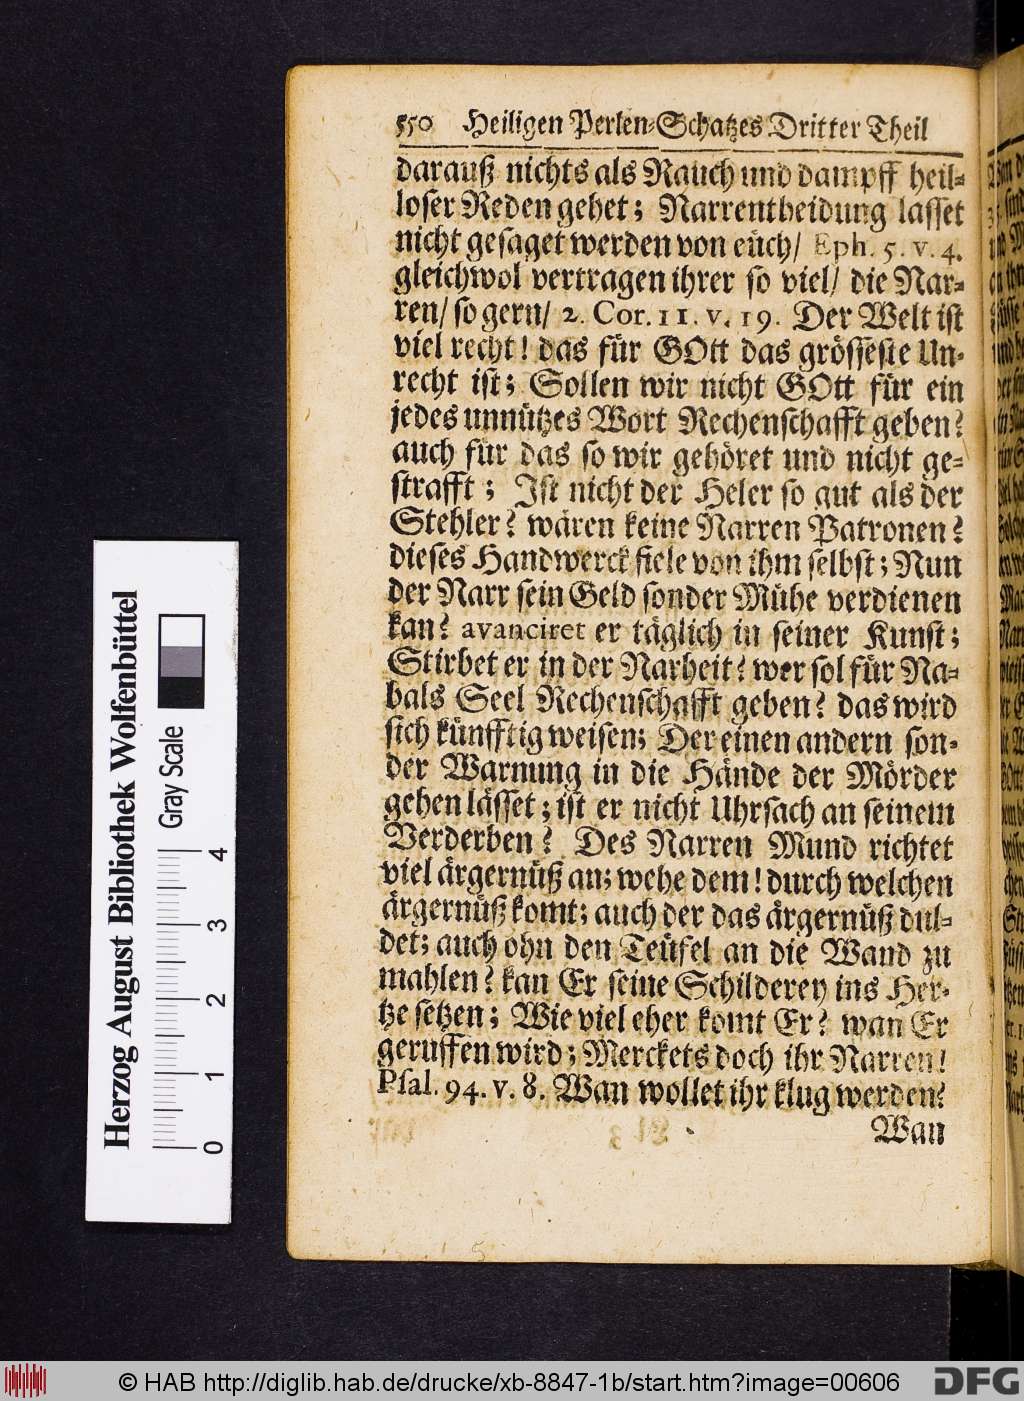 550 Heiligen Perlen-Schatzes Dritter Theil
darauß nichts als Rauch und dampff heil-
loser Reden gehet; Narrentheidung lasset
nicht gesaget werden von eüch/ Eph. 5. v. 4.
gleichwol vertragen ihrer so viel/ die Nar-
ren/ so gern/ 2. Cor. 11. v. 19. Der Welt ist
viel recht! das für GOtt das grösseste Un-
recht ist; Sollen wir nicht GOtt für ein
jedes unnützes Wort Rechenschafft geben?
auch für das so wir gehöret und nicht ge-
strafft; Ist nicht der Heler so gut als der
Stehler? wären keine Narren Patronen?
dieses Handwerck fiele von ihm selbst; Nun
der Narr sein Geld sonder Mühe verdienen
kan? avanciret er täglich in seiner Kunst;
Stirbet er in der Narheit? wer sol für Na-
bals Seel Rechenschafft geben? das wird
sich künfftig weisen; Der einen andern son-
der Warnung in die Hände der Mörder
gehen lässet; ist er nicht Uhrsach an seinem
Verderben? Des Narren Mund richtet
viel ärgernüß an; wehe dem! durch welchen
ärgernüß komt; auch der das ärgernüß dul-
det; auch ohn den Teüfel an die Wand zu
mahlen? kan Er seine Schilderey ins Her-
tze setzen; Wie viel eher komt Er? wan Er
geruffen wird; Merckets doch ihr Narren!
Psal. 94. v. 8. Wan wollet ihr klug werden?
Wan
Herzog August Bibliothek Wolfenbüttel
Gray Scale
0 1 2 3 4
© HAB http://diglib.hab.de/drucke/xb-8847-1b/start.htm?image=00606
DFG